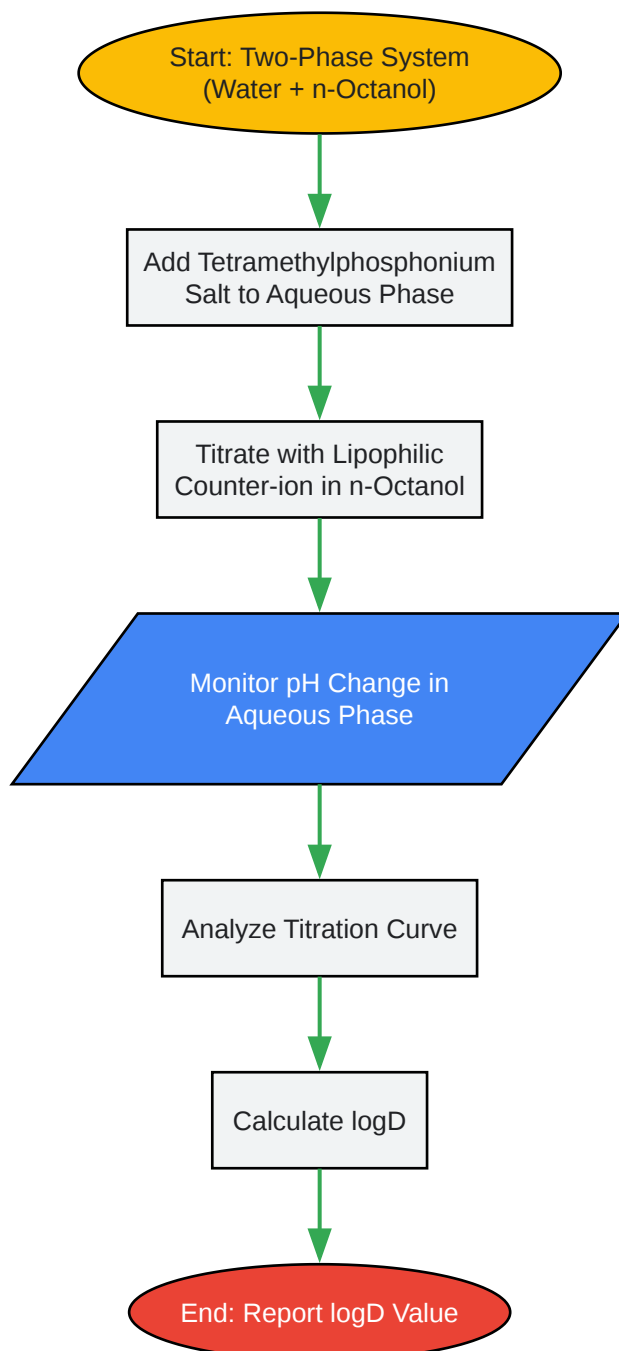 Start: Two-Phase System
(Water + n-Octanol)
Add Tetramethylphosphonium
Salt to Aqueous Phase
Titrate with Lipophilic
Counter-ion in n-Octanol
Monitor pH Change in
Aqueous Phase
Analyze Titration Curve
Calculate logD
End: Report logD Value